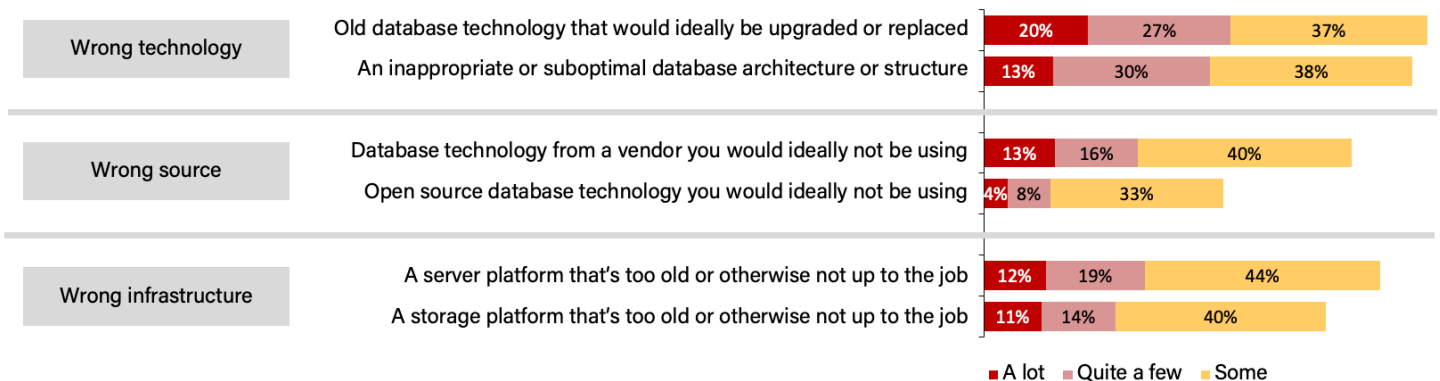 Wrong technology
Old database technology that would ideally be upgraded or replaced
20% 27% 37%
An inappropriate or suboptimal database architecture or structure
13% 30% 38%
Wrong source
Database technology from a vendor you would ideally not be using
13% 16% 40%
Open source database technology you would ideally not be using
4% 8% 33%
Wrong infrastructure
A server platform that’s too old or otherwise not up to the job
12% 19% 44%
A storage platform that’s too old or otherwise not up to the job
11% 14% 40%
A lot Quite a few Some